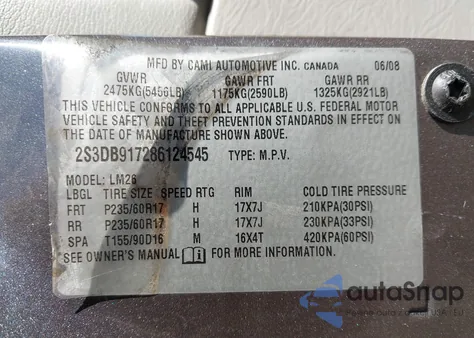 MFD BY CAMI AUTOMOTIVE INC. CANADA 06/08
GVWR GAWR FRT GAWR RR
2475KG(5456LB) 1175KG(2590LB) 1325KG(2921LB)
THIS VEHICLE CONFORMS TO ALL APPLICABLE U.S. FEDERAL MOTOR
VEHICLE SAFETY AND THEFT PREVENTION STANDARDS IN EFFECT ON
THE DATE OF MANUFACTURE SHOWN ABOVE.
2S3DB917286124545 TYPE: M.P.V.
MODEL: LM26
LBGL TIRE SIZE SPEED RTG RIM COLD TIRE PRESSURE
FRT P235/60R17 H 17X7J 210KPA(30PSI)
RR P235/60R17 H 17X7J 230KPA(33PSI)
SPA T155/90D16 M 16X4T 420KPA(60PSI)
SEE OWNER'S MANUAL FOR MORE INFORMATION.
autoSnap